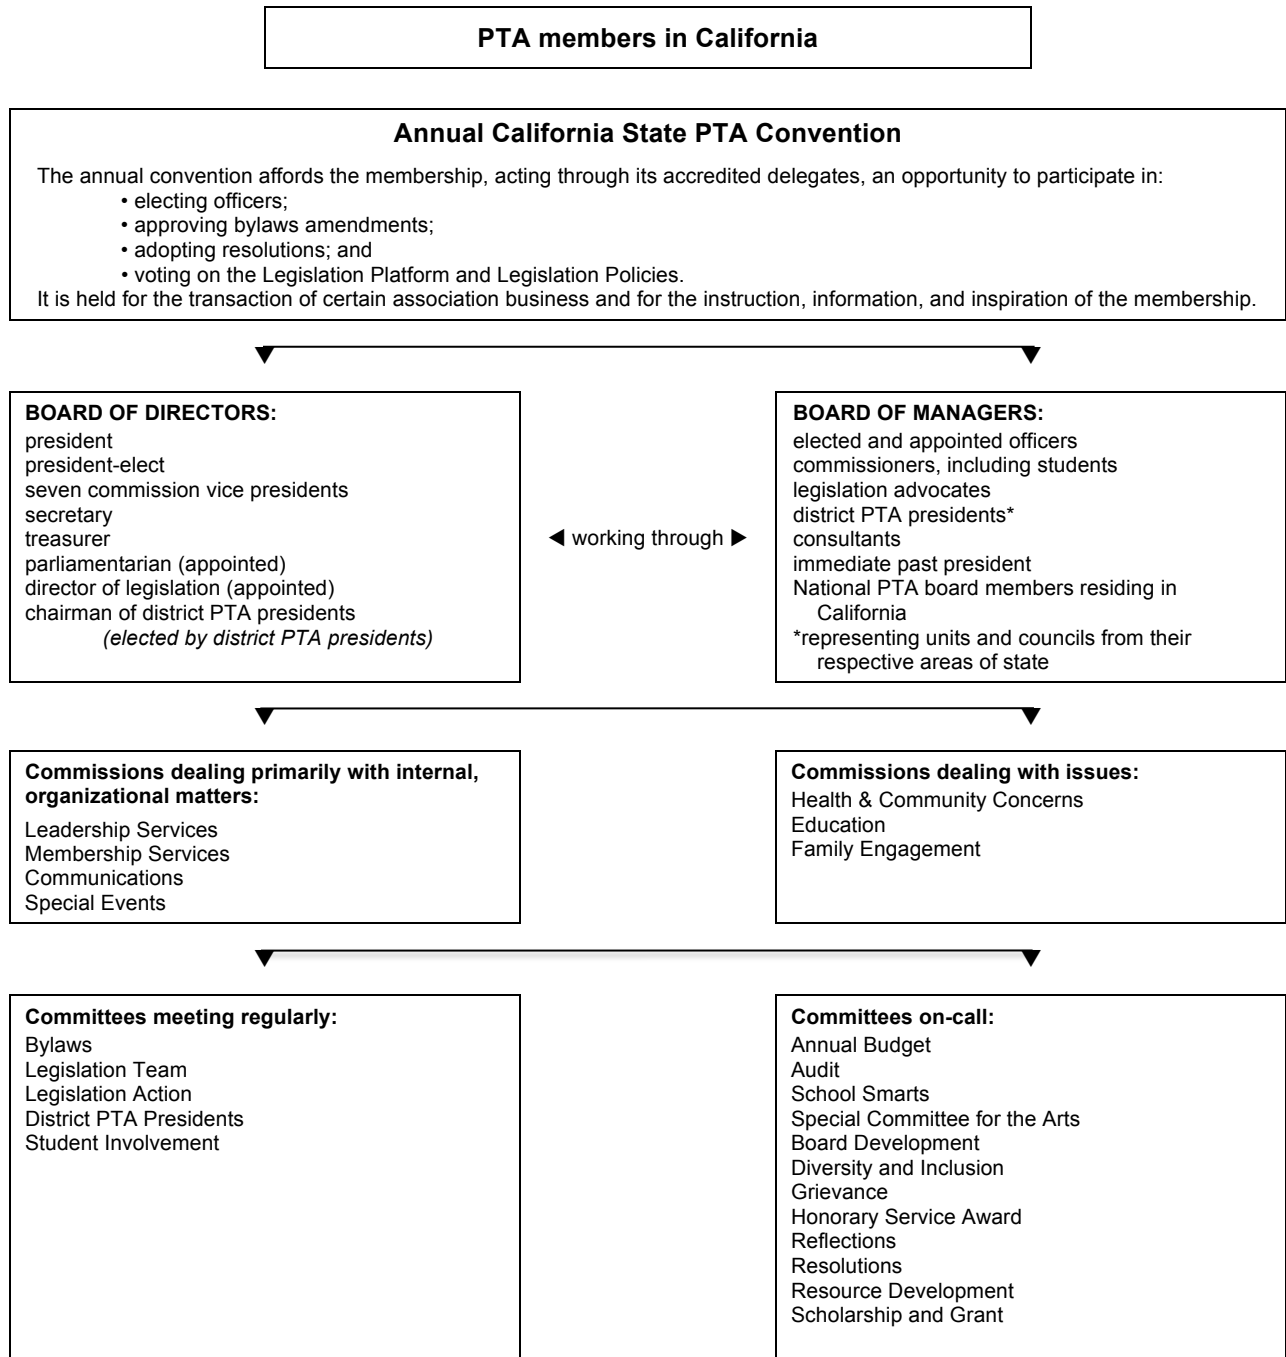 PTA members in California
Annual California State PTA Convention
The annual convention affords the membership, acting through its accredited delegates, an opportunity to participate in:
• electing officers;
• approving bylaws amendments;
• adopting resolutions; and
• voting on the Legislation Platform and Legislation Policies.
It is held for the transaction of certain association business and for the instruction, information, and inspiration of the membership.
BOARD OF DIRECTORS:
president
president-elect
seven commission vice presidents
secretary
treasurer
parliamentarian (appointed)
director of legislation (appointed)
chairman of district PTA presidents
(elected by district PTA presidents)
◄ working through ►
BOARD OF MANAGERS:
elected and appointed officers
commissioners, including students
legislation advocates
district PTA presidents*
consultants
immediate past president
National PTA board members residing in
California
*representing units and councils from their
respective areas of state
Commissions dealing primarily with internal,
organizational matters:
Leadership Services
Membership Services
Communications
Special Events
Commissions dealing with issues:
Health & Community Concerns
Education
Family Engagement
Committees meeting regularly:
Bylaws
Legislation Team
Legislation Action
District PTA Presidents
Student Involvement
Committees on-call:
Annual Budget
Audit
School Smarts
Special Committee for the Arts
Board Development
Diversity and Inclusion
Grievance
Honorary Service Award
Reflections
Resolutions
Resource Development
Scholarship and Grant